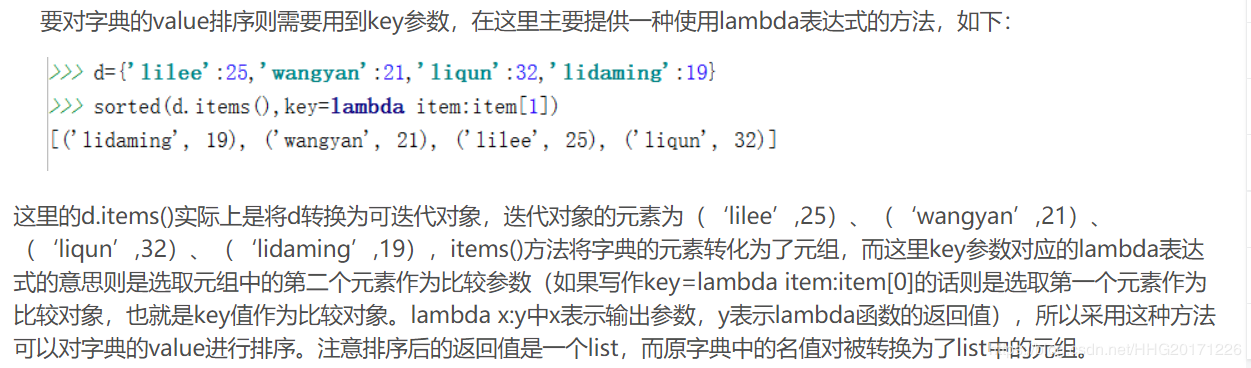 要对字典的value排序则需要用到key参数，在这里主要提供一种使用lambda表达式的方法，如下：
>>> d={'lilee':25,'wangyan':21,'liqun':32,'lidaming':19}
>>> sorted(d.items(),key=lambda item:item[1])
[('lidaming', 19), ('wangyan', 21), ('lilee', 25), ('liqun', 32)]
这里的d.items()实际上是将d转换为可迭代对象，迭代对象的元素为（‘lilee’,25）、（‘wangyan’,21）、
（‘liqun’,32）、（‘lidaming’,19），items()方法将字典的元素转化为了元组，而这里key参数对应的lambda表达
式的意思则是选取元组中的第二个元素作为比较参数（如果写作key=lambda item:item[0]的话则是选取第一个元素作为
比较对象，也就是key值作为比较对象。lambda x:y中x表示输出参数，y表示lambda函数的返回值），所以采用这种方法
可以对字典的value进行排序。注意排序后的返回值是一个list，而原字典中的名值对被转换为了list中的元组。
csdn.net/HHG20171226